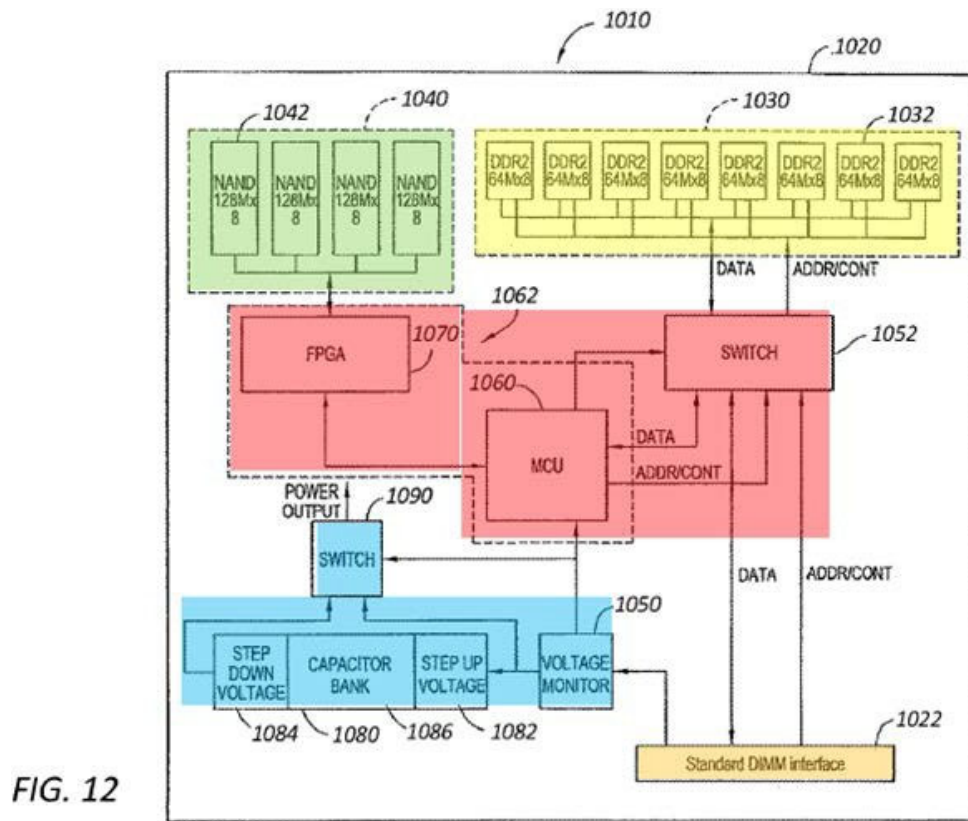 1010
1020
1042
1040
1030
1032
NAND
128Mx
8
NAND
128Mx
8
NAND
128Mx
8
NAND
128Mx
8
DDR2
64Mx8
DDR2
64Mx8
DDR2
64Mx8
DDR2
64Mx8
DDR2
64Mx8
DDR2
64Mx8
DDR2
64Mx8
DDR2
64Mx8
DATA
ADDR/CONT
1062
1070
FPGA
SWITCH
1052
1060
MCU
DATA
ADDR/CONT
POWER
OUTPUT
1090
SWITCH
DATA
ADDR/CONT
1050
STEP
DOWN
VOLTAGE
CAPACITOR
BANK
STEP UP
VOLTAGE
VOLTAGE
MONITOR
1084
1080
1086
1082
1022
Standard DIMM interface
FIG. 12